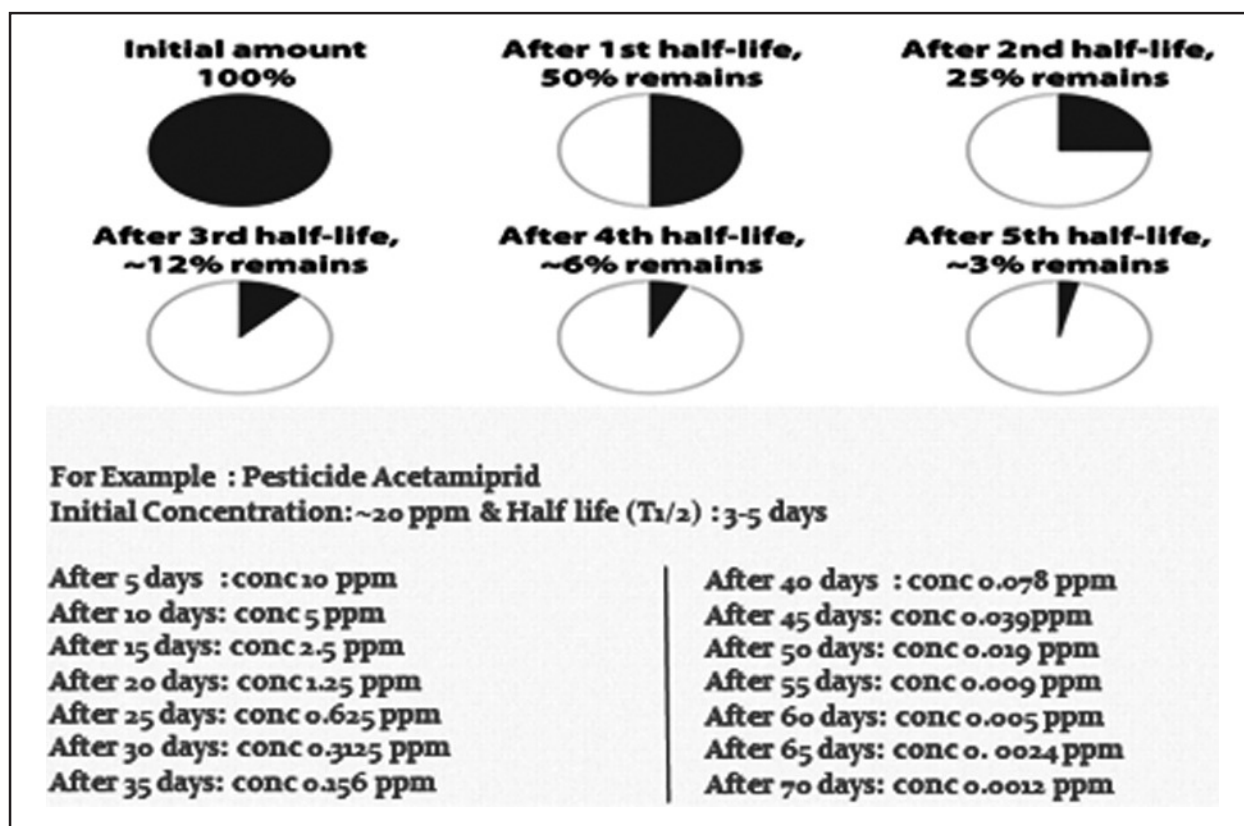 Initial amount
100%
After 1st half-life,
50% remains
After 2nd half-life,
25% remains
After 3rd half-life,
~12% remains
After 4th half-life,
~6% remains
After 5th half-life,
~3% remains
For Example : Pesticide Acetamiprid
Initial Concentration:~20 ppm & Half life (T1/2) :3-5 days
After 5 days :conc 10 ppm
After 10 days: conc 5 ppm
After 15 days: conc 2.5 ppm
After 20 days: conc 1.25 ppm
After 25 days: conc 0.625 ppm
After 30 days: conc 0.3125 ppm
After 35 days: conc 0.156 ppm
After 40 days : conc 0.078 ppm
After 45 days: conc 0.039ppm
After 50 days: conc 0.019 ppm
After 55 days: conc 0.009 ppm
After 60 days: conc 0.005 ppm
After 65 days: conc 0. 0024 ppm
After 70 days: conc 0.0012 ppm